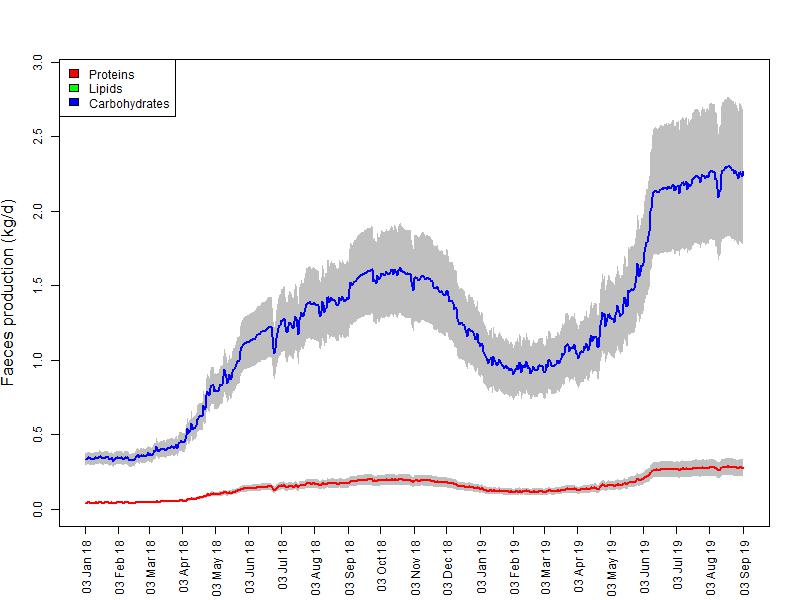 Faeces production (kg/d)
3.0
2.5
2.0
1.5
1.0
0.5
0.0
Proteins
Lipids
Carbohydrates
03 Jan 18
03 Feb 18
03 Mar 18
03 Apr 18
03 May 18
03 Jun 18
03 Jul 18
03 Aug 18
03 Sep 18
03 Oct 18
03 Nov 18
03 Dec 18
03 Jan 19
03 Feb 19
03 Mar 19
03 Apr 19
03 May 19
03 Jun 19
03 Jul 19
03 Aug 19
03 Sep 19